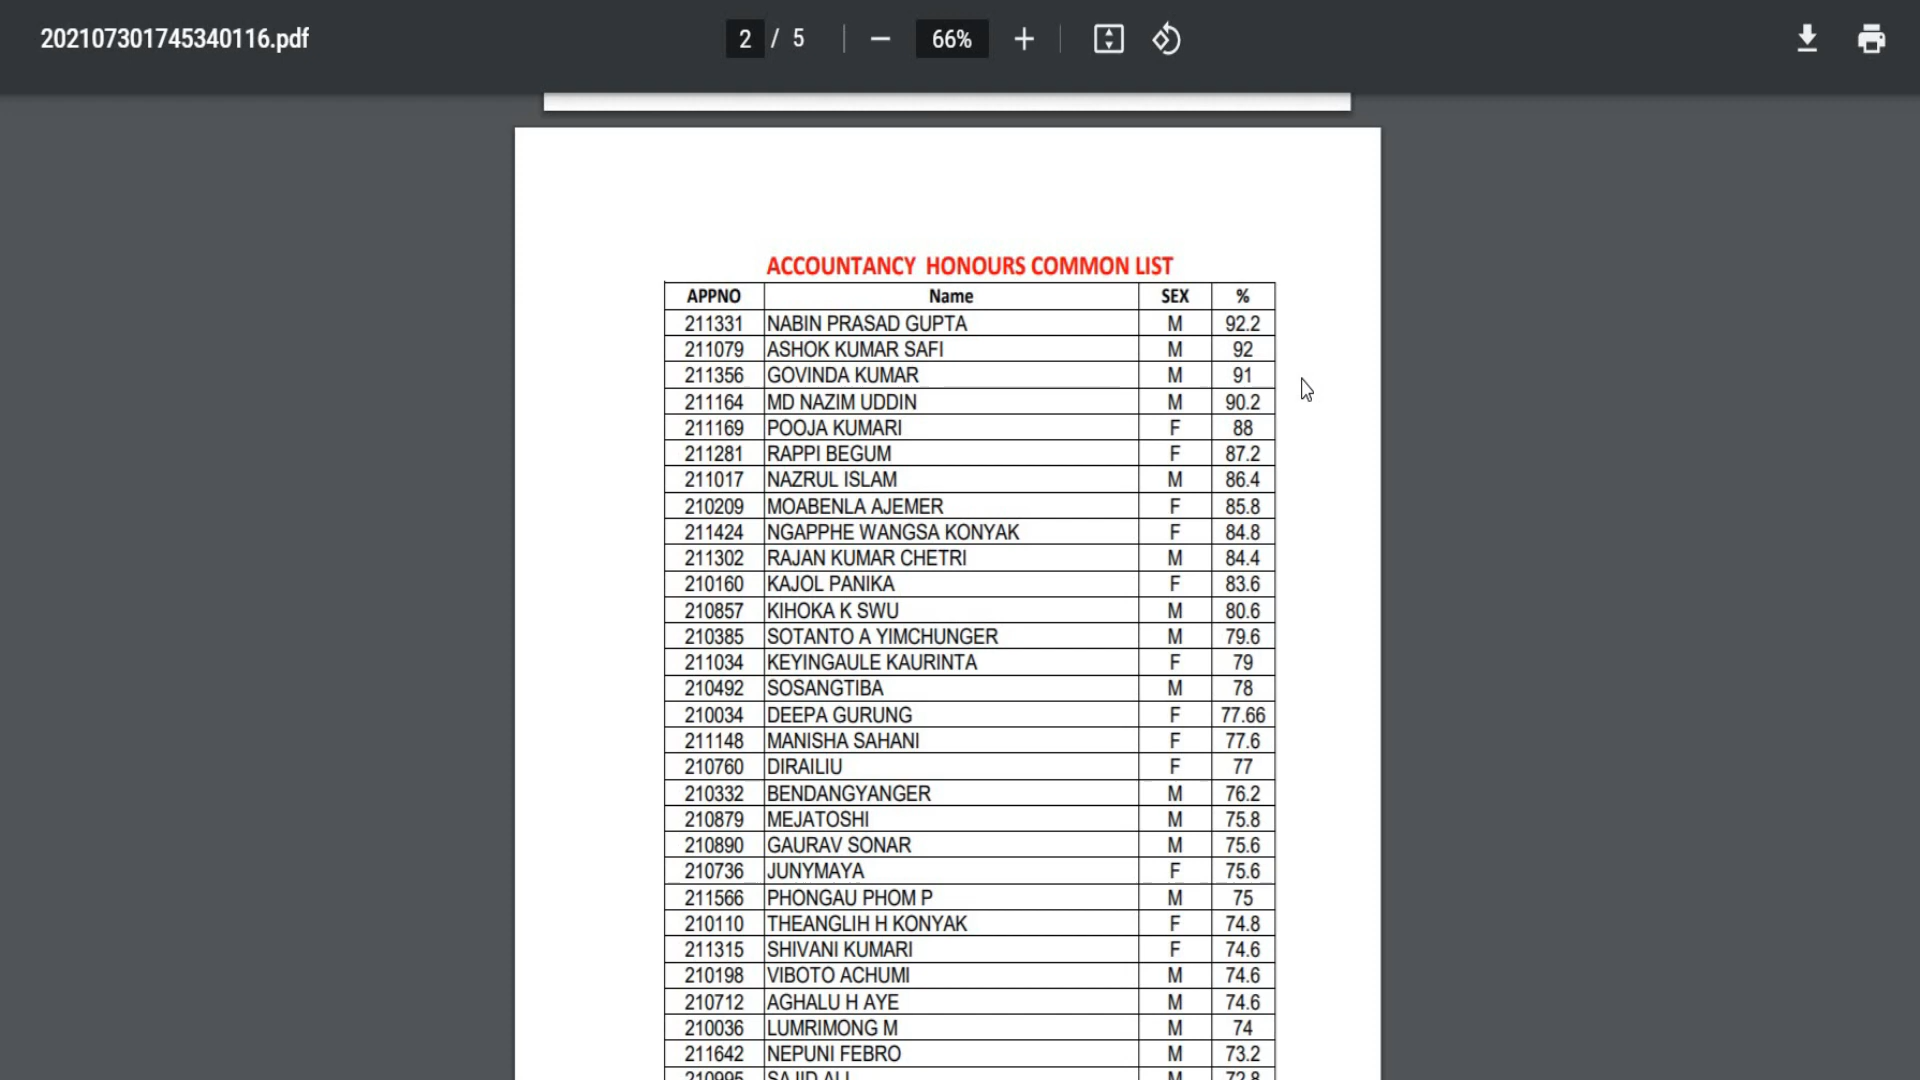 202107301745340116.pdf
2 / 5
66%
ACCOUNTANCY HONOURS COMMON LIST
APPNO Name SEX %
211331 NABIN PRASAD GUPTA M 92.2
211079 ASHOK KUMAR SAFI M 92
211356 GOVINDA KUMAR M 91
211164 MD NAZIM UDDIN M 90.2
211169 POOJA KUMARI F 88
211281 RAPPI BEGUM F 87.2
211017 NAZRUL ISLAM M 86.4
210209 MOABENLA AJEMER F 85.8
211424 NGAPPHE WANGSA KONYAK F 84.8
211302 RAJAN KUMAR CHETRI M 84.4
210160 KAJOL PANIKA F 83.6
210857 KIHOKA K SWU M 80.6
210385 SOTANTO A YIMCHUNGER M 79.6
211034 KEYINGAULE KAURINTA F 79
210492 SOSANGTIBA M 78
210034 DEEPA GURUNG F 77.66
211148 MANISHA SAHANI F 77.6
210760 DIRAILIU F 77
210332 BENDANGYANGER M 76.2
210879 MEJATOSHI M 75.8
210890 GAURAV SONAR M 75.6
210736 JUNYMAYA F 75.6
211566 PHONGAU PHOM P M 75
210110 THEANGLIH H KONYAK F 74.8
211315 SHIVANI KUMARI F 74.6
210198 VIBOTO ACHUMI M 74.6
210712 AGHALU H AYE M 74.6
210036 LUMRIMONG M M 74
211642 NEPUNI FEBRO M 73.2
210995 SAJID ALI M 72.8